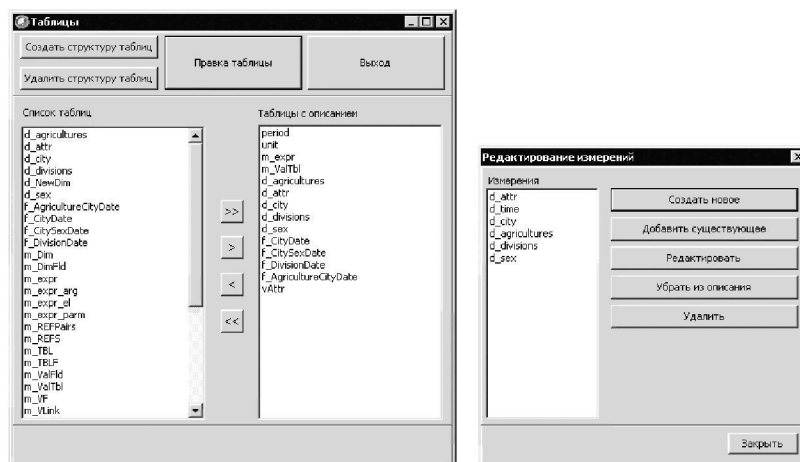 Таблицы
Создать структуру таблиц
Удалить структуру таблиц
Правка таблицы
Выход
Список таблиц
d_agricultures
d_attr
d_city
d_divisions
d_NewDim
d_sex
f_AgricultureCityDate
f_CityDate
f_CitySexDate
f_DivisionDate
m_Dim
m_DimFld
m_expr
m_expr_arg
m_expr_el
m_expr_parm
m_REFPairs
m_REFS
m_TBL
m_TBLF
m_ValFld
m_ValTbl
m_VF
m_VLink
>>
>
<
<<
Таблицы с описанием
period
unit
m_expr
m_ValTbl
d_agricultures
d_attr
d_city
d_divisions
d_sex
f_CityDate
f_CitySexDate
f_DivisionDate
f_AgricultureCityDate
vAttr
Редактирование измерений
Измерения
d_attr
d_time
d_city
d_agricultures
d_divisions
d_sex
Создать новое
Добавить существующее
Редактировать
Убрать из описания
Удалить
Закрыть